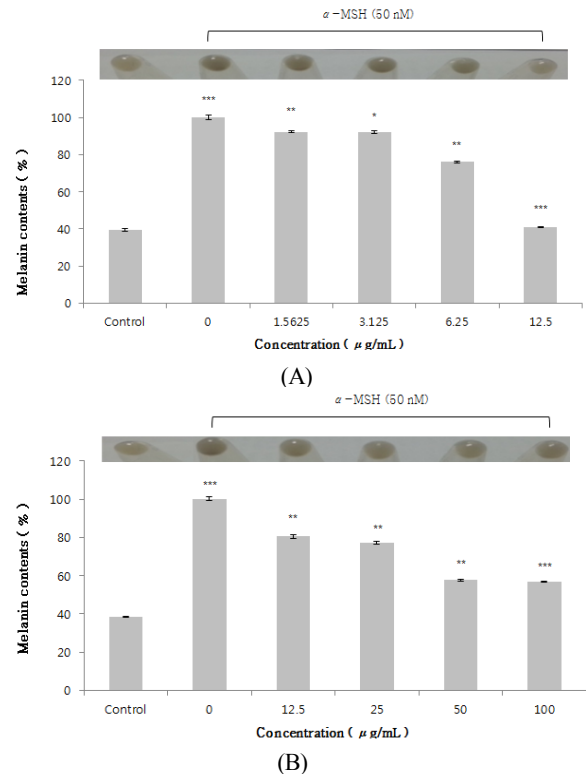 α-MSH (50 nM)
120
100
80
60
40
20
0
Melanin contents ( % )
***
**
*
**
***
Control 0 1.5625 3.125 6.25 12.5
Concentration ( μg/mL)
(A)
α-MSH (50 nM)
120
100
80
60
40
20
0
Melanin contents ( % )
***
**
**
**
***
Control 0 12.5 25 50 100
Concentration ( μg/mL)
(B)